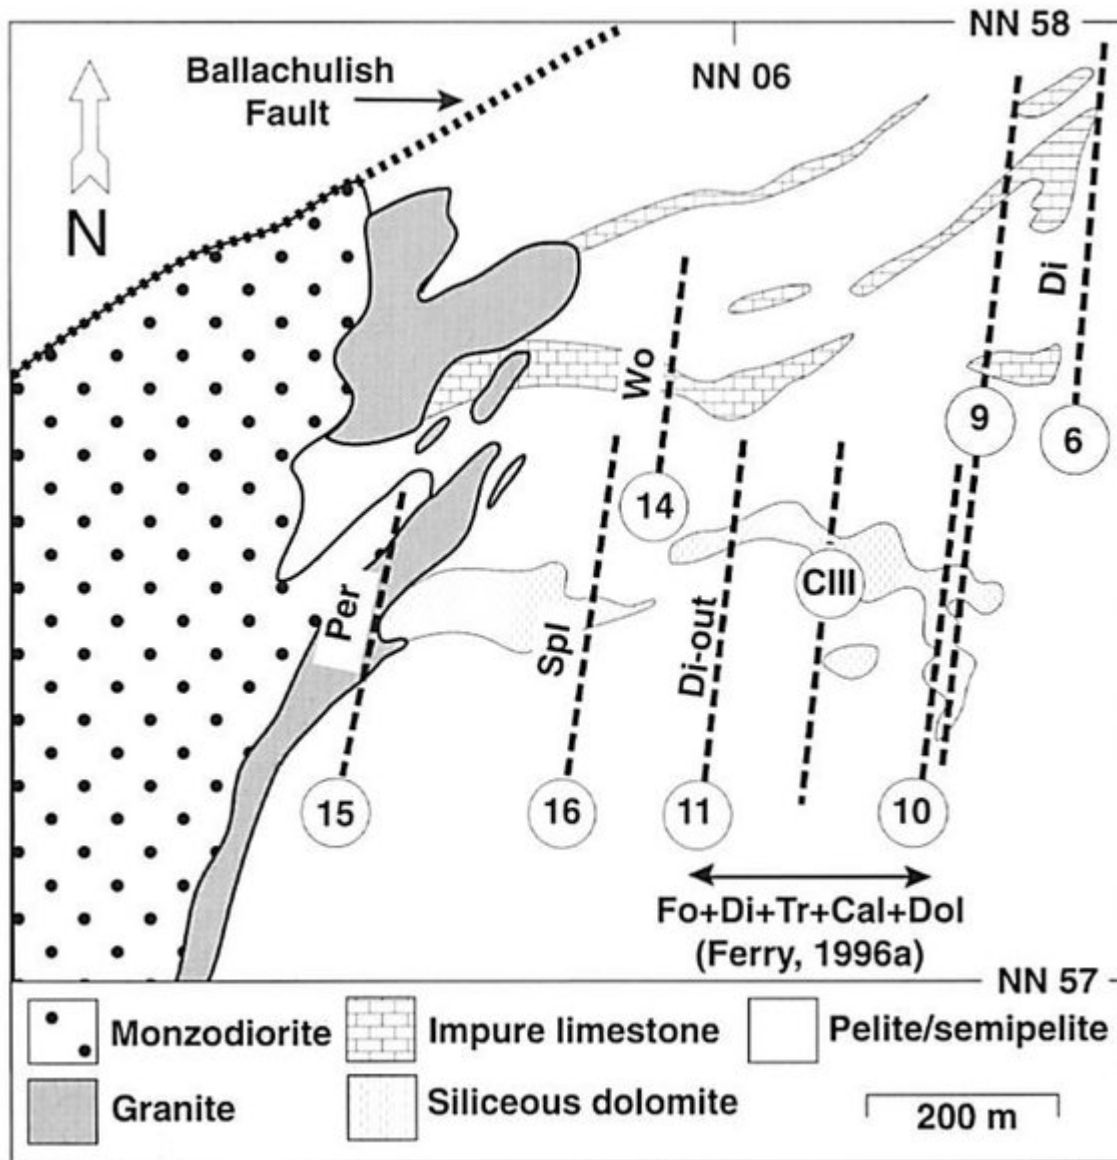 NN 58
Ballachulish
Fault
NN 06
N
Di
Wo
9
6
14
CIII
Per
Spl
Di-out
15
16
11
10
Fo+Di+Tr+Cal+Dol
(Ferry, 1996a)
NN 57
Monzodiorite
Impure limestone
Pelite/semipelite
Granite
Siliceous dolomite
200 m